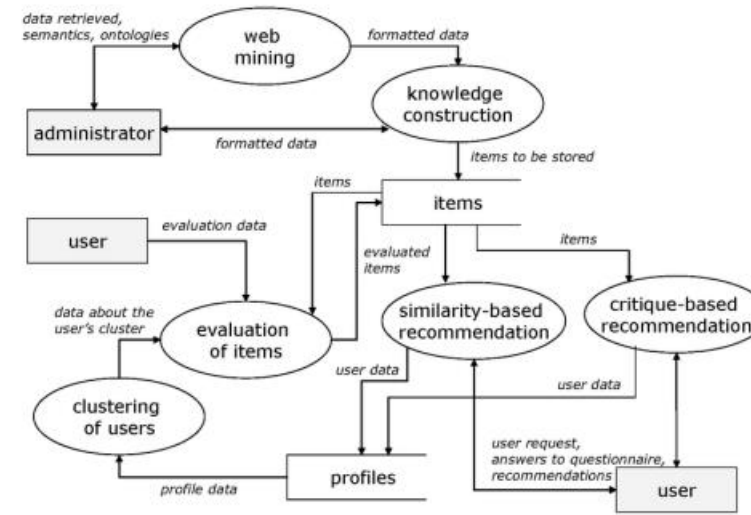 data retrieved,
semantics, ontologies
web
mining
formatted data
knowledge
construction
administrator
formatted data
items to be stored
items
items
user
evaluation data
evaluated
items
items
data about the
user's cluster
evaluation
of items
similarity-based
recommendation
critique-based
recommendation
user data
user data
clustering
of users
user request,
answers to questionnaire,
recommendations
profiles
profile data
user